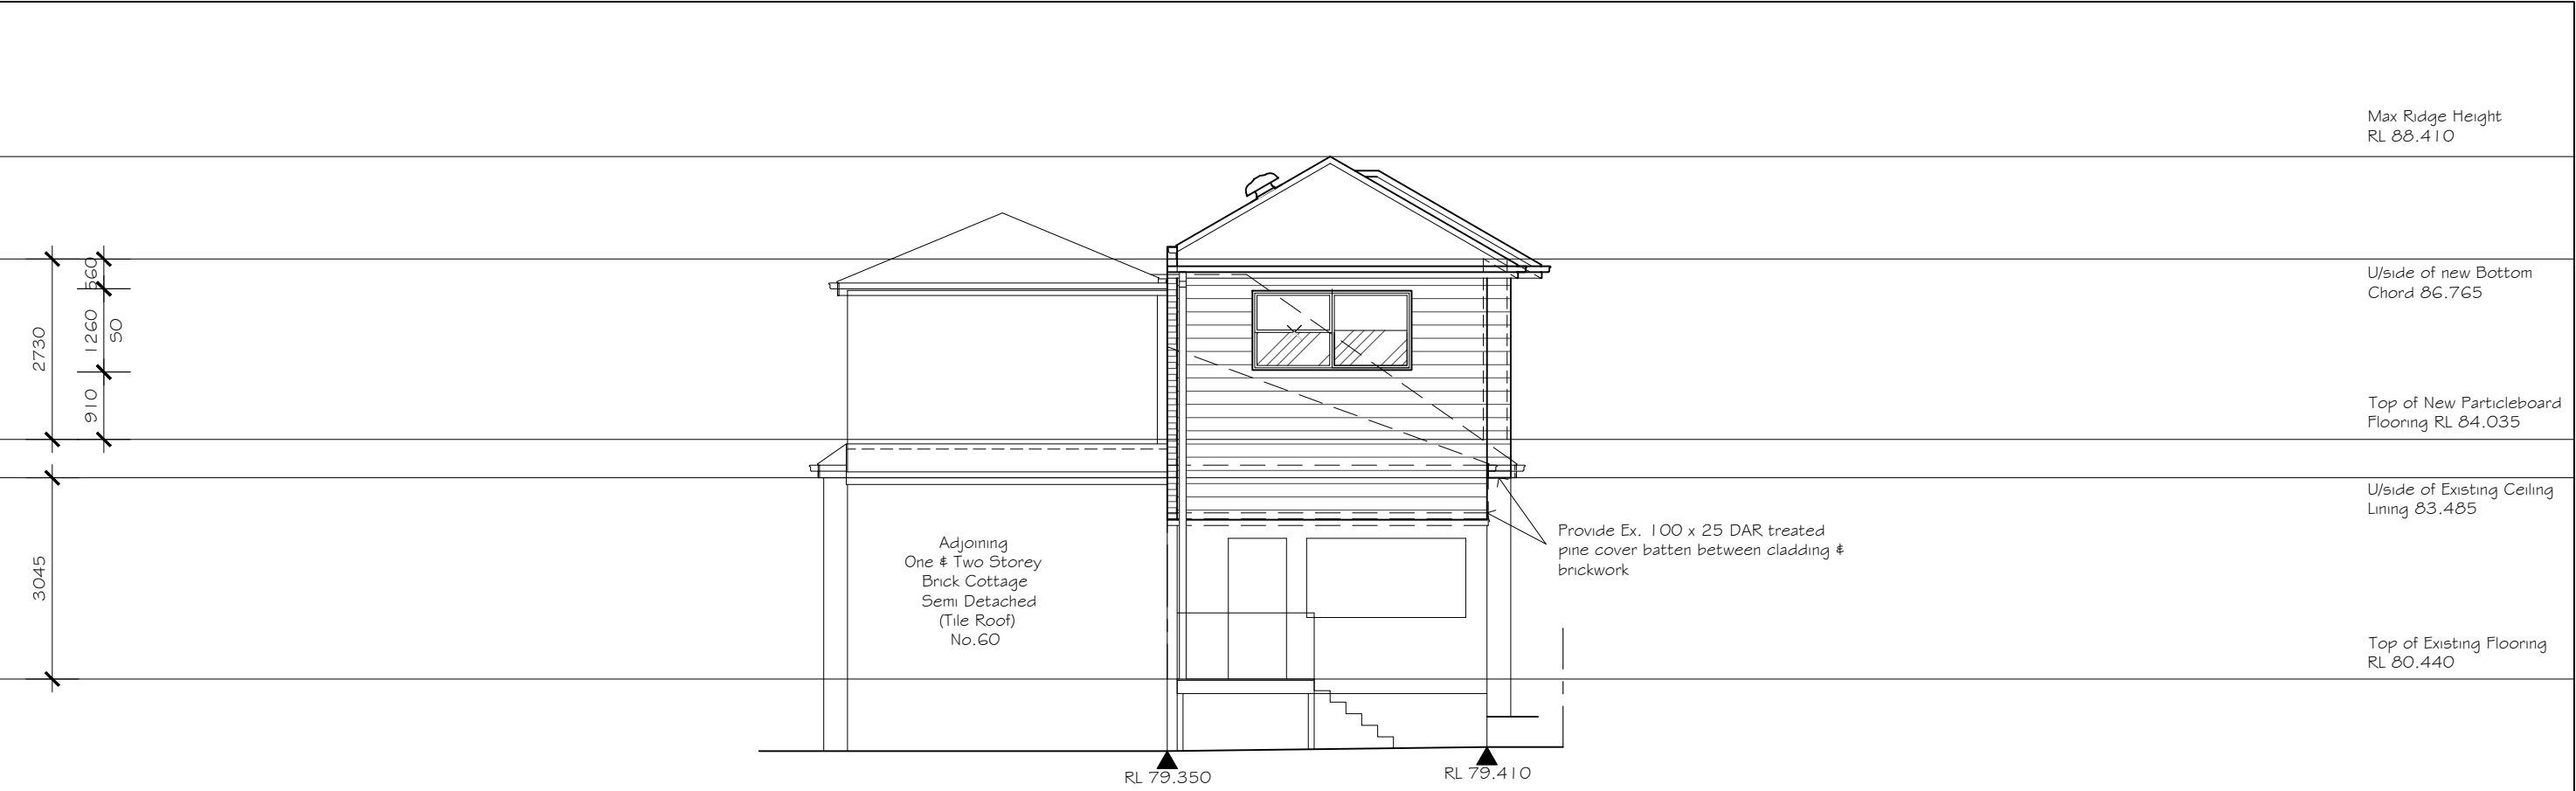 Max Ridge Height
RL 88.410
U/side of new Bottom
Chord 86.765
Top of New Particleboard
Flooring RL 84.035
U/side of Existing Ceiling
Lining 83.485
Top of Existing Flooring
RL 80.440
2730
3045
560
1260
50
910
Adjoining
One & Two Storey
Brick Cottage
Semi Detached
(Tile Roof)
No.60
Provide Ex. 100 x 25 DAR treated
pine cover batten between cladding &
brickwork
RL 79.350
RL 79.410